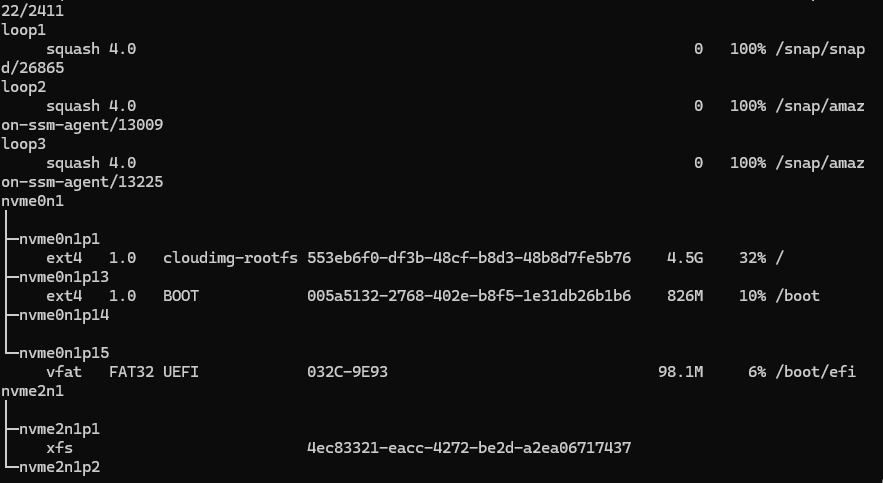 22/2411
loop1
     squash 4.0                                                              0   100% /snap/snap
d/26865
loop2
     squash 4.0                                                              0   100% /snap/amaz
on-ssm-agent/13009
loop3
     squash 4.0                                                              0   100% /snap/amaz
on-ssm-agent/13225
nvme0n1
│
├─nvme0n1p1
│    ext4   1.0   cloudimg-rootfs 553eb6f0-df3b-48cf-b8d3-48b8d7fe5b76    4.5G    32% /
├─nvme0n1p13
│    ext4   1.0   BOOT            005a5132-2768-402e-b8f5-1e31db26b1b6    826M    10% /boot
├─nvme0n1p14
│
└─nvme0n1p15
     vfat   FAT32 UEFI            032C-9E93                              98.1M     6% /boot/efi
nvme2n1
│
├─nvme2n1p1
│    xfs                          4ec83321-eacc-4272-be2d-a2ea06717437
└─nvme2n1p2